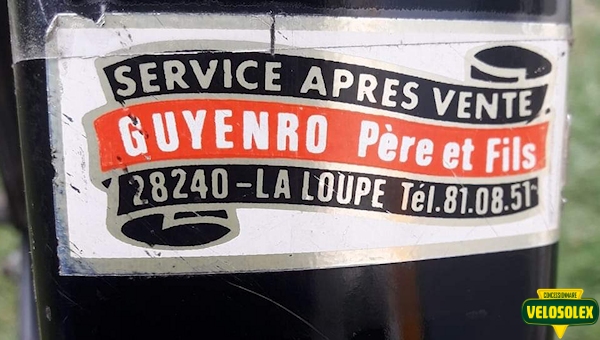 SERVICE APRES VENTE
GUYENRO Père et Fils
28240-LA LOUPE Tél.81.08.51
CONCESSIONNAIRE
VELOSOLEX